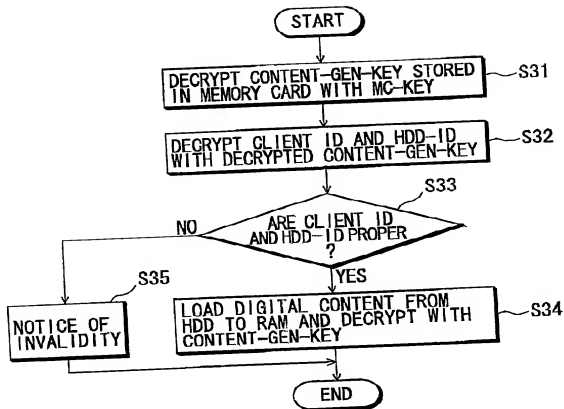 START
DECRYPT CONTENT-GEN-KEY STORED
IN MEMORY CARD WITH MC-KEY
S31
DECRYPT CLIENT ID AND HDD-ID
WITH DECRYPTED CONTENT-GEN-KEY
S32
S33
ARE CLIENT ID
AND HDD-ID PROPER
?
NO
YES
S35
NOTICE OF
INVALIDITY
LOAD DIGITAL CONTENT FROM
HDD TO RAM AND DECRYPT WITH
CONTENT-GEN-KEY
S34
END